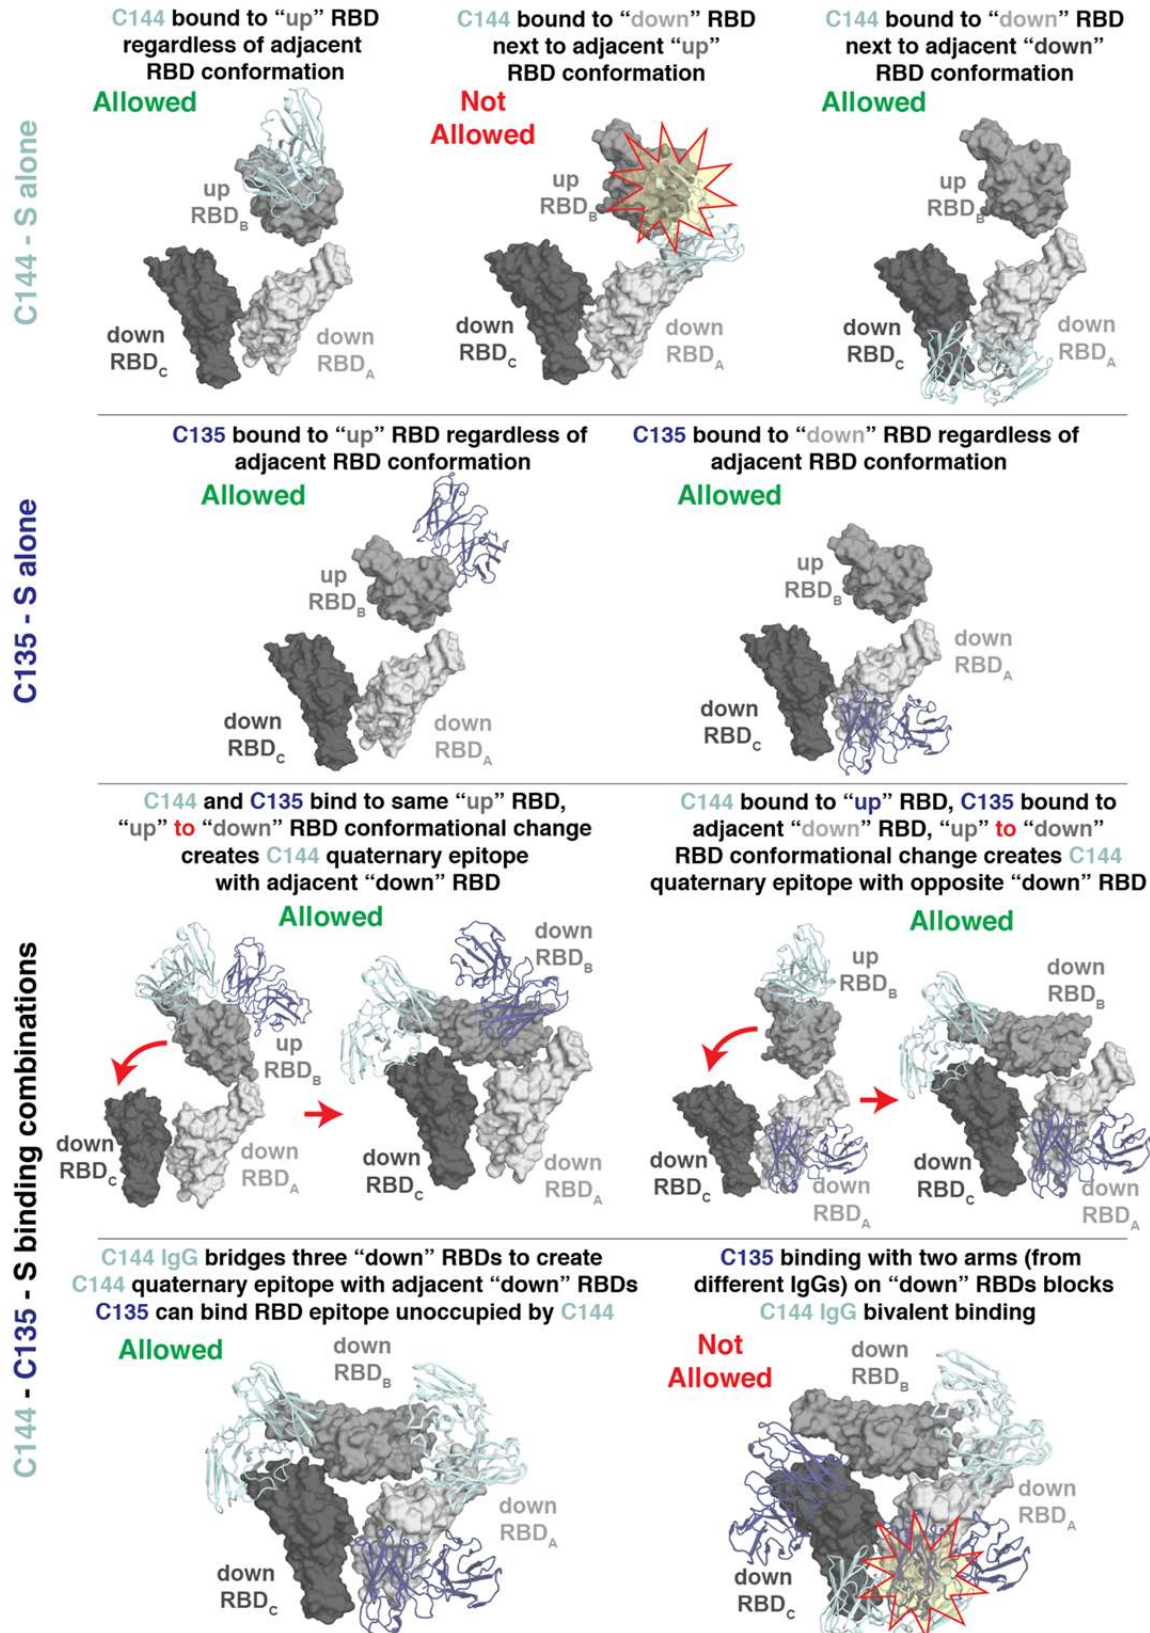 C144 - S alone
C144 bound to “up” RBD
regardless of adjacent
RBD conformation
Allowed
up
RBDB
down
RBDC
down
RBDA
C144 bound to “down” RBD
next to adjacent “up”
RBD conformation
Not
Allowed
up
RBDB
down
RBDC
down
RBDA
C144 bound to “down” RBD
next to adjacent “down”
RBD conformation
Allowed
up
RBDB
down
RBDC
down
RBDA
C135 - S alone
C135 bound to “up” RBD regardless of
adjacent RBD conformation
Allowed
up
RBDB
down
RBDC
down
RBDA
C135 bound to “down” RBD regardless of
adjacent RBD conformation
Allowed
up
RBDB
down
RBDA
down
RBDC
C144 - C135 - S binding combinations
C144 and C135 bind to same “up” RBD,
“up” to “down” RBD conformational change
creates C144 quaternary epitope
with adjacent “down” RBD
Allowed
up
RBDB
down
RBDC
down
RBDA
down
RBDB
down
RBDC
down
RBDA
C144 bound to “up” RBD, C135 bound to
adjacent “down” RBD, “up” to “down”
RBD conformational change creates C144
quaternary epitope with opposite “down” RBD
Allowed
up
RBDB
down
RBDC
down
RBDA
down
RBDB
down
RBDC
down
RBDA
C144 IgG bridges three “down” RBDs to create
C144 quaternary epitope with adjacent “down” RBDs
C135 can bind RBD epitope unoccupied by C144
Allowed
down
RBDB
down
RBDA
down
RBDC
C135 binding with two arms (from
different IgGs) on “down” RBDs blocks
C144 IgG bivalent binding
Not
Allowed
down
RBDB
down
RBDA
down
RBDC